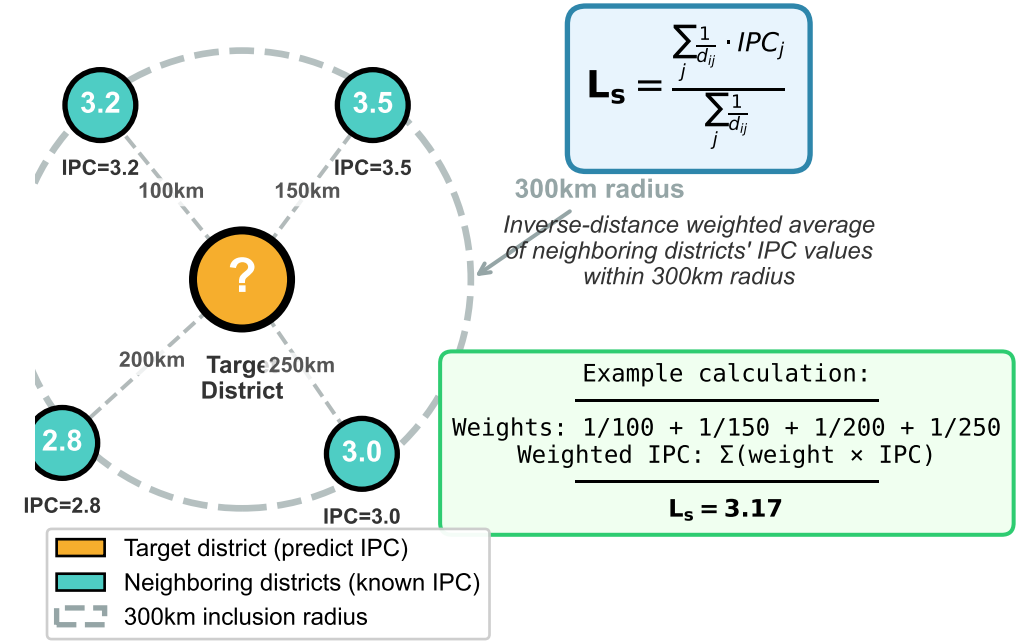 3.2
3.5
IPC=3.2
IPC=3.5
100km
150km
?
200km
250km
Target
District
2.8
3.0
IPC=2.8
IPC=3.0
L_s = (∑_j 1/d_ij · IPC_j) / (∑_j 1/d_ij)
300km radius
Inverse-distance weighted average
of neighboring districts' IPC values
within 300km radius
Example calculation:
Weights: 1/100 + 1/150 + 1/200 + 1/250
Weighted IPC: Σ(weight × IPC)
L_s = 3.17
Target district (predict IPC)
Neighboring districts (known IPC)
300km inclusion radius